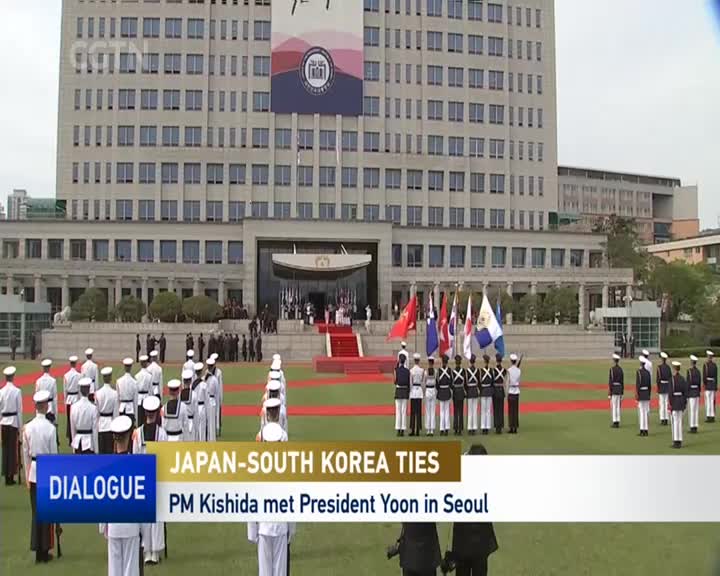 CGTN
JAPAN-SOUTH KOREA TIES
DIALOGUE
PM Kishida met President Yoon in Seoul